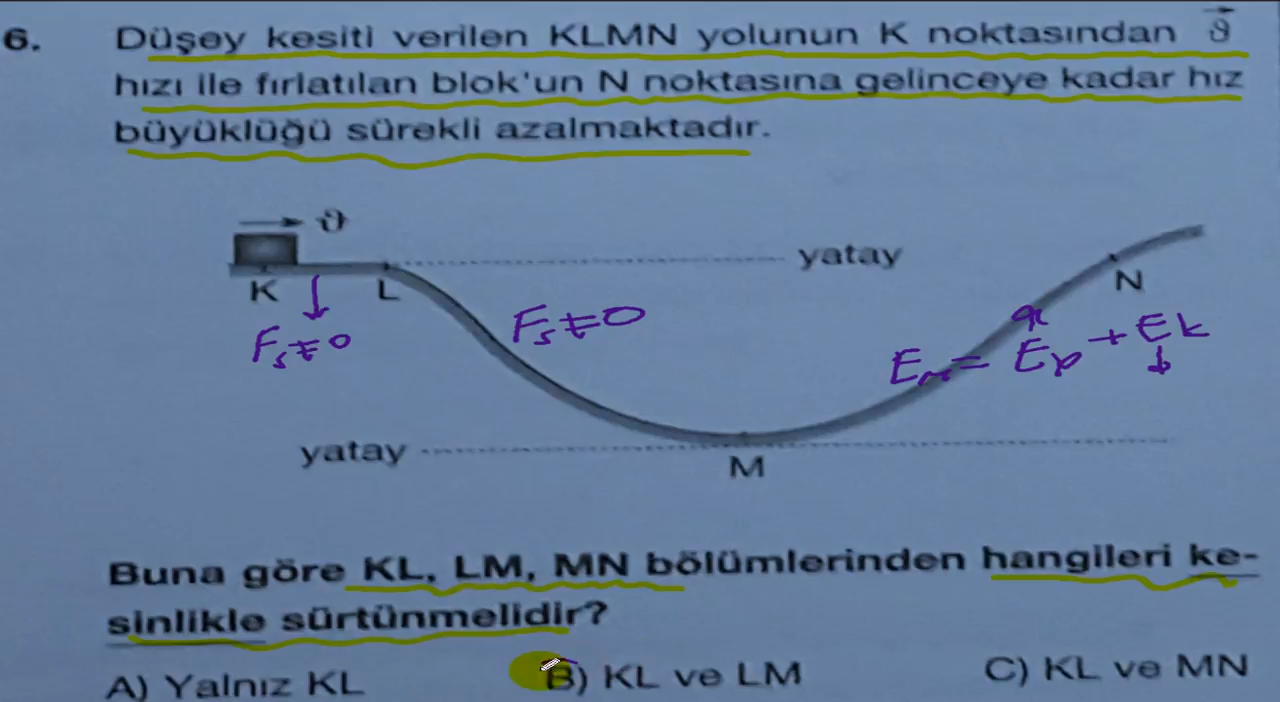 6. Düşey kesiti verilen KLMN yolunun K noktasından ϑ⃗
hızı ile fırlatılan blok'un N noktasına gelinceye kadar hız
büyüklüğü sürekli azalmaktadır.
ϑ
yatay
K L N
Fs≠0 Fs≠0
Em = Ep + Ek
yatay
M
Buna göre KL, LM, MN bölümlerinden hangileri ke-
sinlikle sürtünmelidir?
A) Yalnız KL B) KL ve LM C) KL ve MN